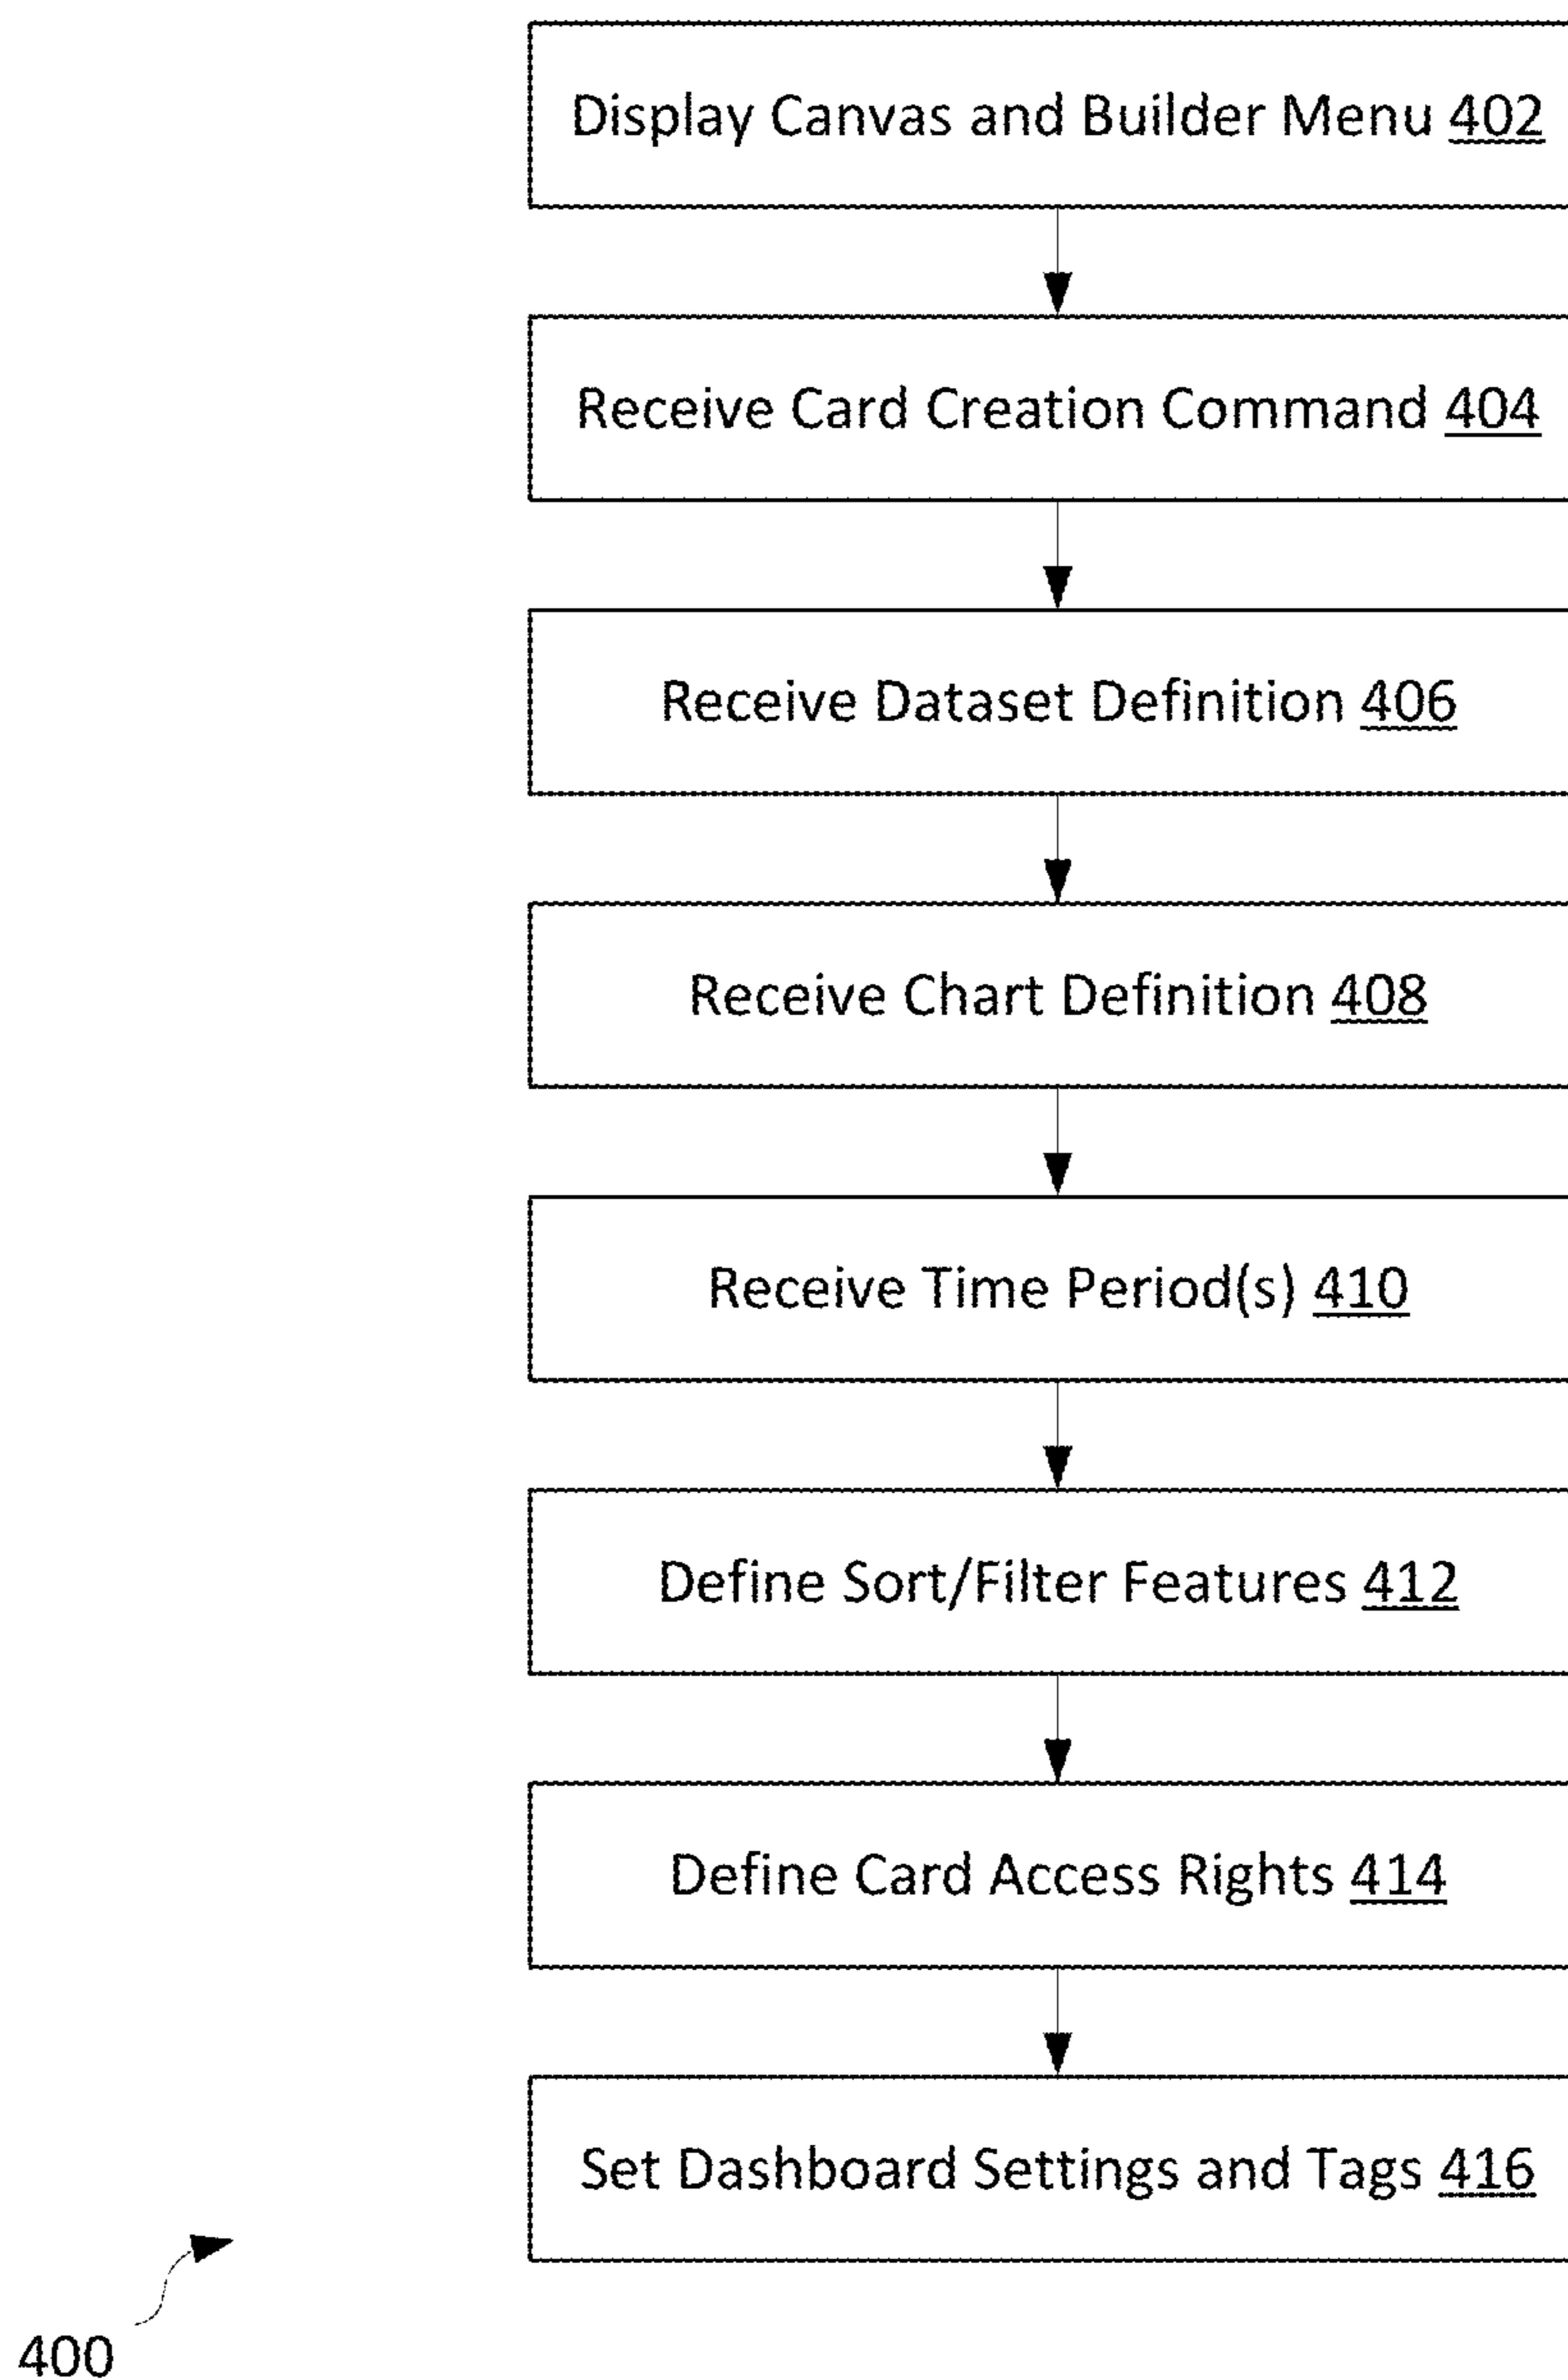 Display Canvas and Builder Menu 402
Receive Card Creation Command 404
Receive Dataset Definition 406
Receive Chart Definition 408
Receive Time Period(s) 410
Define Sort/Filter Features 412
Define Card Access Rights 414
Set Dashboard Settings and Tags 416
400